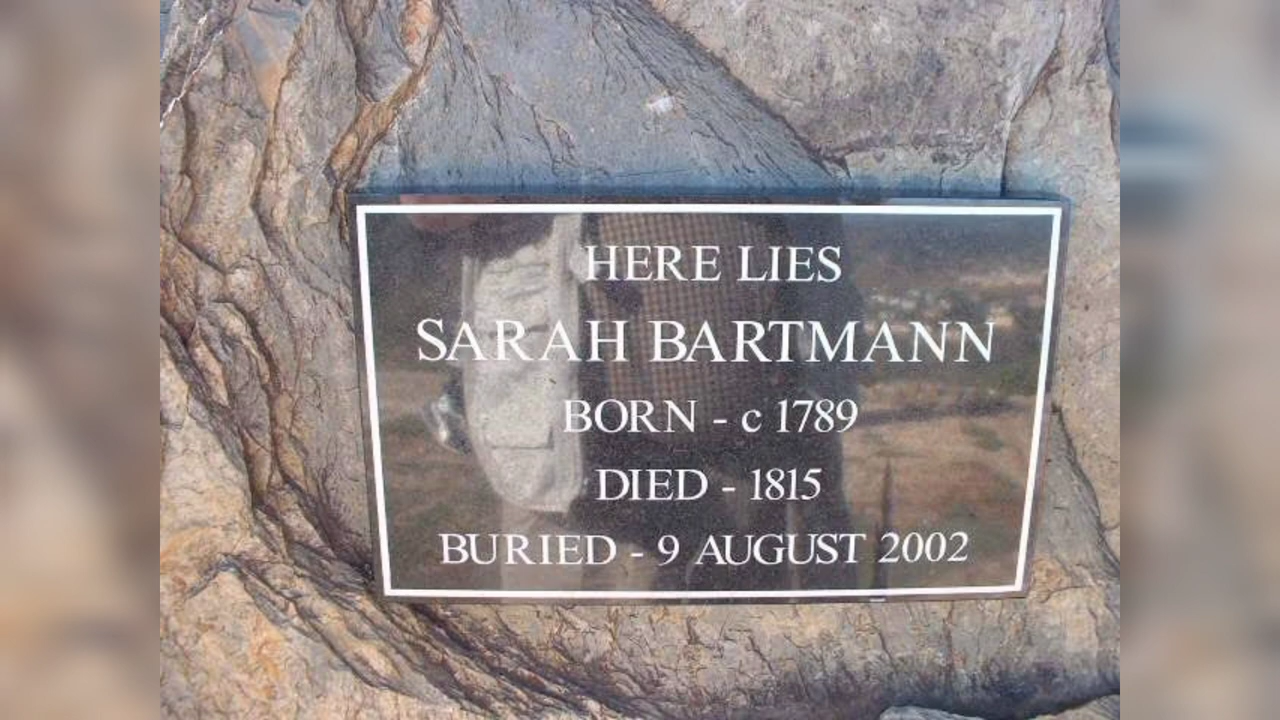 HERE LIES
SARAH BARTMANN
BORN - c 1789
DIED - 1815
BURIED - 9 AUGUST 2002